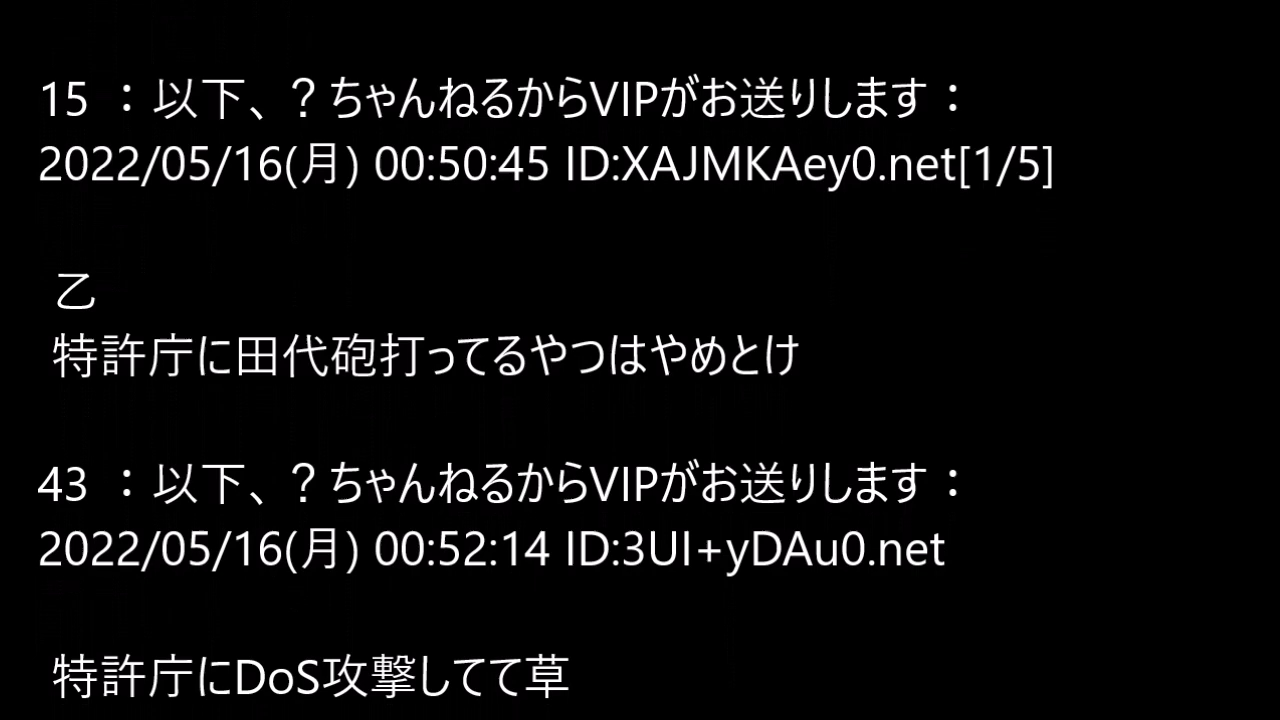 15 ：以下、？ちゃんねるからVIPがお送りします：
2022/05/16(月) 00:50:45 ID:XAJMKAey0.net[1/5]
乙
特許庁に田代砲打ってるやつはやめとけ
43 ：以下、？ちゃんねるからVIPがお送りします：
2022/05/16(月) 00:52:14 ID:3UI+yDAu0.net
特許庁にDoS攻撃してて草